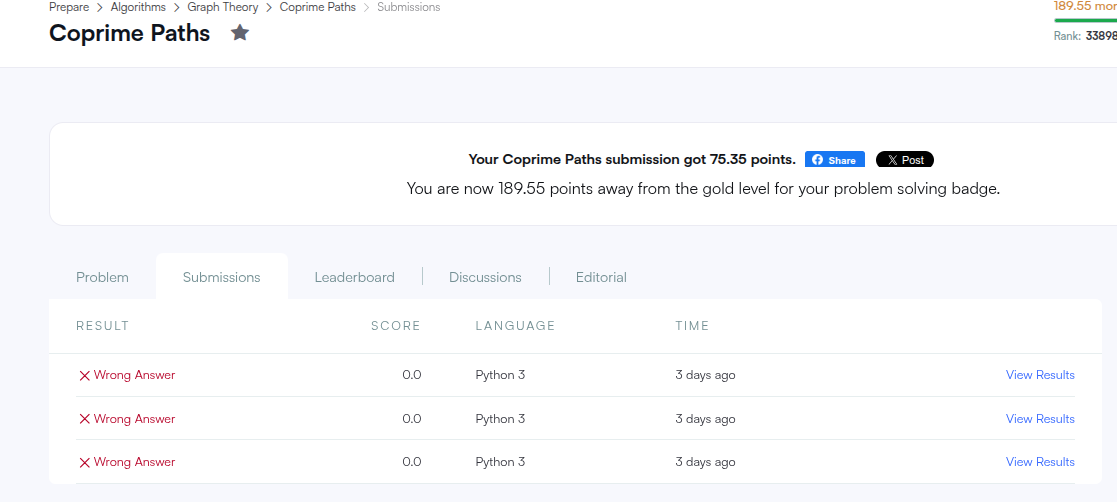 Prepare > Algorithms > Graph Theory > Coprime Paths > Submissions
189.55 mor
Coprime Paths
Rank: 33898
Your Coprime Paths submission got 75.35 points. Share Post
You are now 189.55 points away from the gold level for your problem solving badge.
Problem Submissions Leaderboard Discussions Editorial
RESULT SCORE LANGUAGE TIME
Wrong Answer 0.0 Python 3 3 days ago View Results
Wrong Answer 0.0 Python 3 3 days ago View Results
Wrong Answer 0.0 Python 3 3 days ago View Results